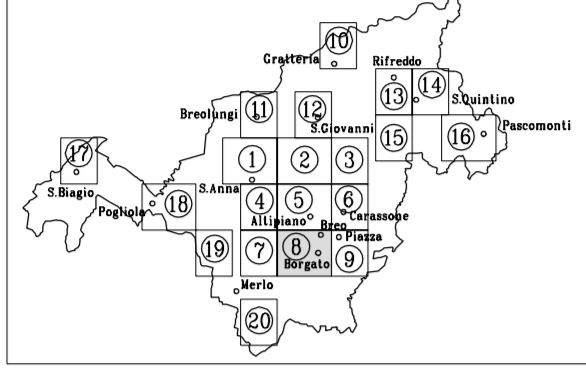 10
Gratteria
Rifreddo
11
12
13
14
Breolungi
S.Quintino
S.Giovanni
Pascomonti
15
16
17
1
2
3
S.Biagio
S.Anna
18
Pogliola
4
5
6
Altipiano
Carassone
Breo
Piazza
19
7
8
9
Borgato
Merlo
20